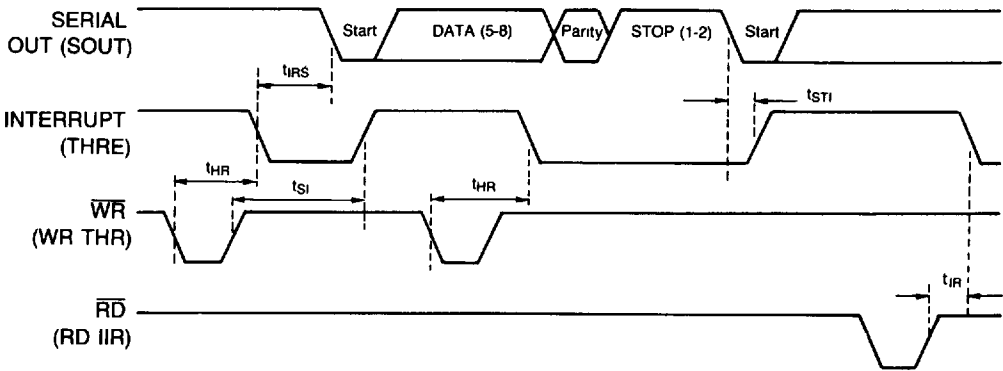 SERIAL
OUT (SOUT)
Start
DATA (5-8)
Parity
STOP (1-2)
Start
tIRS
tSTI
INTERRUPT
(THRE)
tHR
tSI
tHR
WR
(WR THR)
tIR
RD
(RD IIR)